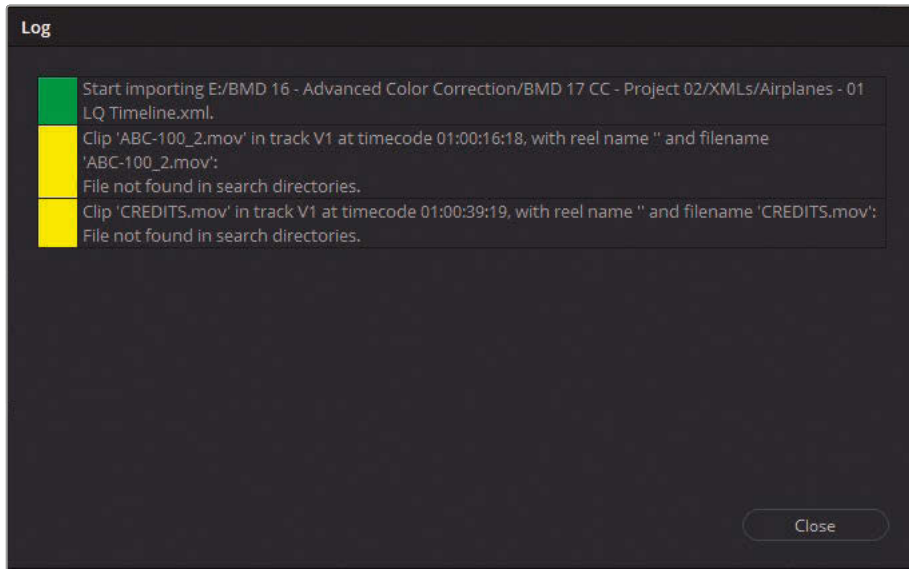 Log
Start importing E:/BMD 16 - Advanced Color Correction/BMD 17 CC - Project 02/XMLs/Airplanes - 01
LQ Timeline.xml.
Clip 'ABC-100_2.mov' in track V1 at timecode 01:00:16:18, with reel name '' and filename
'ABC-100_2.mov':
File not found in search directories.
Clip 'CREDITS.mov' in track V1 at timecode 01:00:39:19, with reel name '' and filename 'CREDITS.mov':
File not found in search directories.
Close